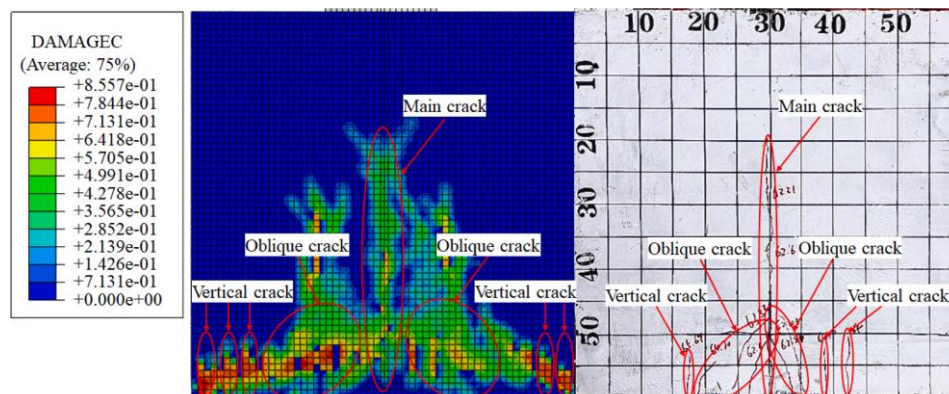 DAMAGEC
(Average: 75%)
+8.557e-01
+7.844e-01
+7.131e-01
+6.418e-01
+5.705e-01
+4.991e-01
+4.278e-01
+3.565e-01
+2.852e-01
+2.139e-01
+1.426e-01
+7.131e-02
+0.000e+00
Main crack
Oblique crack Oblique crack
Vertical crack Vertical crack
10 20 30 40 50
10
20
30
40
50
Main crack
Oblique crack Oblique crack
Vertical crack Vertical crack